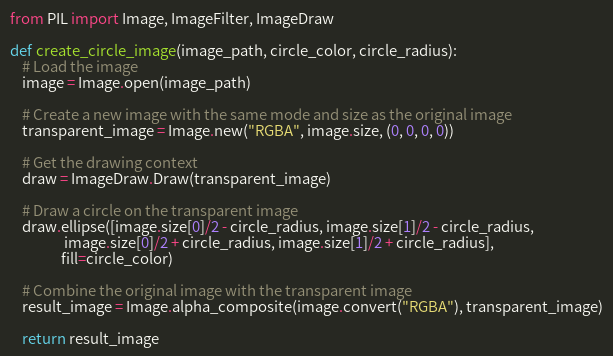 from PIL import Image, ImageFilter, ImageDraw
def create_circle_image(image_path, circle_color, circle_radius):
# Load the image
image = Image.open(image_path)
# Create a new image with the same mode and size as the original image
transparent_image = Image.new("RGBA", image.size, (0, 0, 0, 0))
# Get the drawing context
draw = ImageDraw.Draw(transparent_image)
# Draw a circle on the transparent image
draw.ellipse([image.size[0]/2 - circle_radius, image.size[1]/2 - circle_radius,
image.size[0]/2 + circle_radius, image.size[1]/2 + circle_radius],
fill=circle_color)
# Combine the original image with the transparent image
result_image = Image.alpha_composite(image.convert("RGBA"), transparent_image)
return result_image